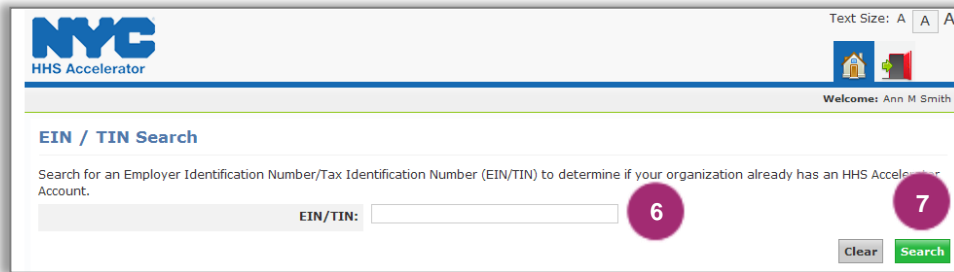 Text Size: A A A
NYC
HHS Accelerator
Welcome: Ann M Smith
EIN / TIN Search
Search for an Employer Identification Number/Tax Identification Number (EIN/TIN) to determine if your organization already has an HHS Accelerator
Account.
EIN/TIN:
6
7
Clear Search